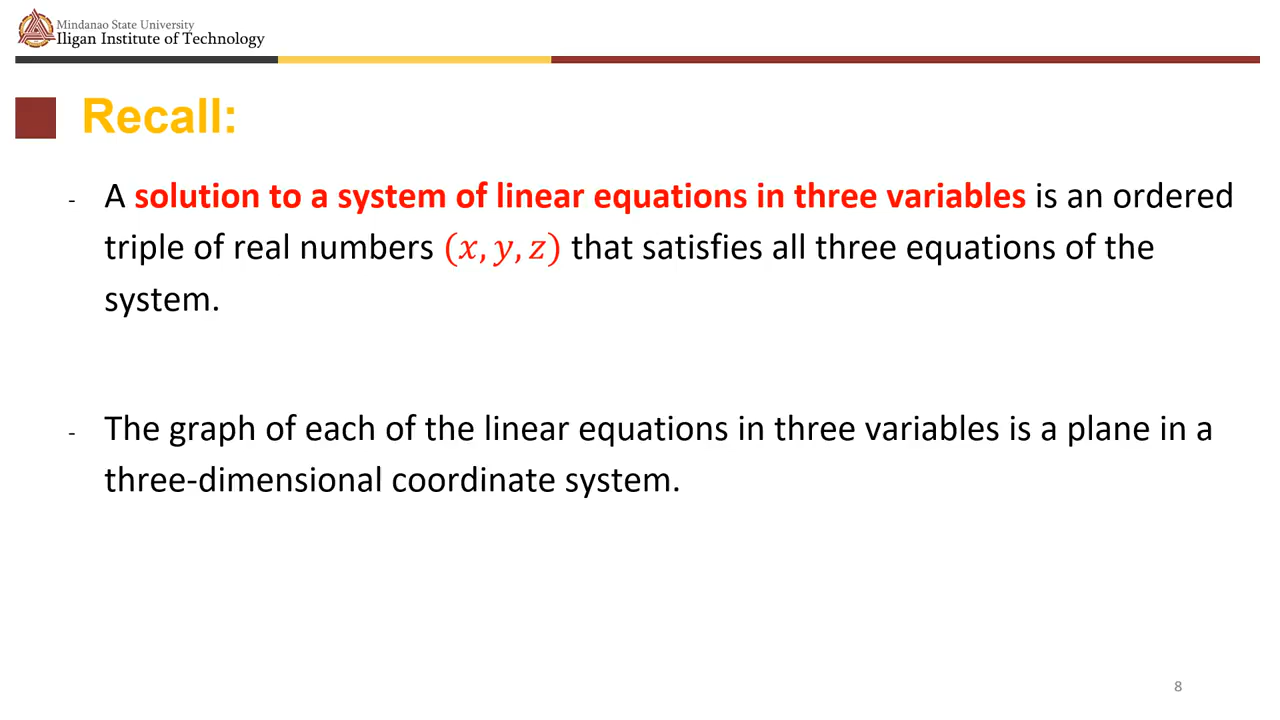 Mindanao State University
Iligan Institute of Technology
Recall:
- A solution to a system of linear equations in three variables is an ordered
triple of real numbers (x, y, z) that satisfies all three equations of the
system.
- The graph of each of the linear equations in three variables is a plane in a
three-dimensional coordinate system.
8